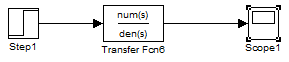 num(s)
den(s)
Step1
Transfer Fcn6
Scope1